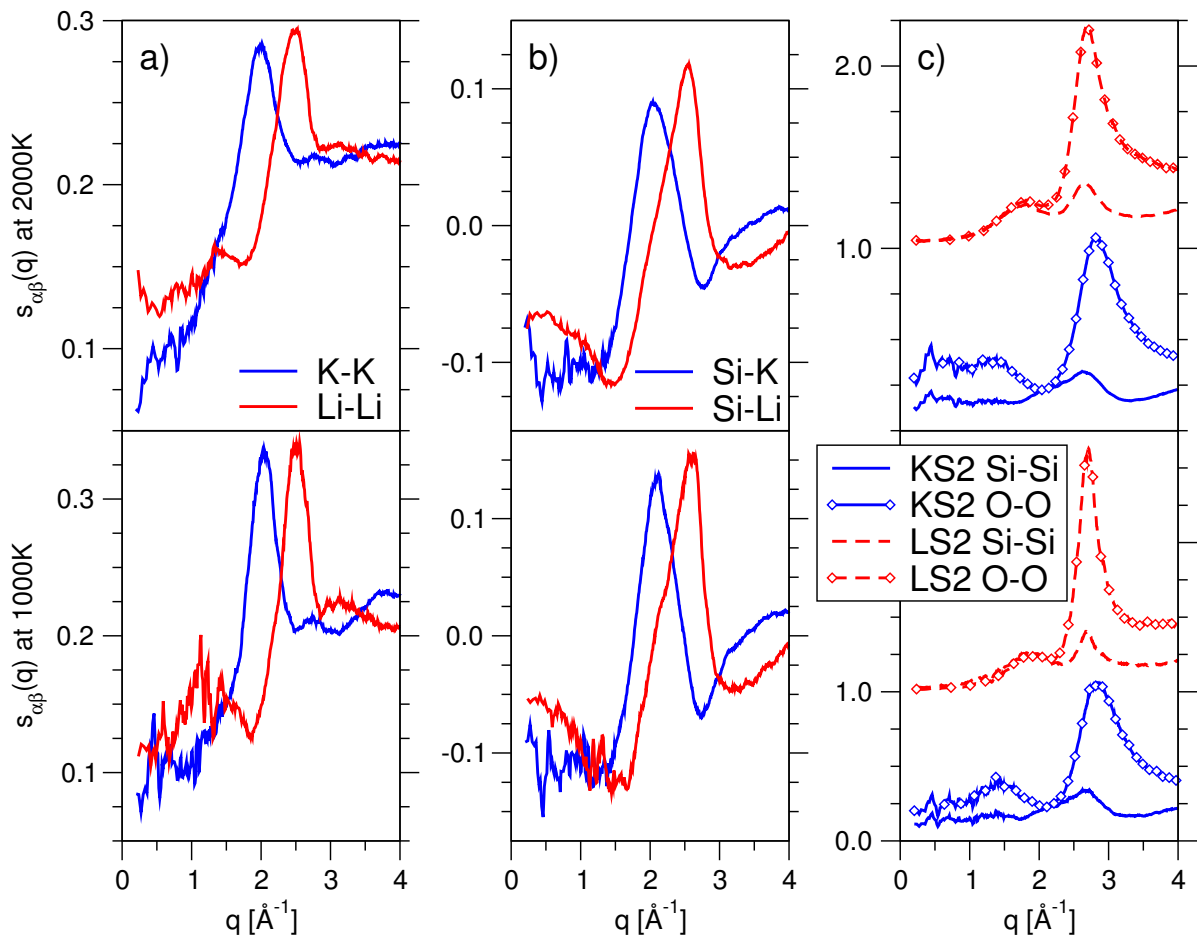 a)
b)
c)
s_αβ(q) at 2000K
0.3
0.2
0.1
K-K
Li-Li
0.1
0.0
-0.1
Si-K
Si-Li
2.0
1.0
s_αβ(q) at 1000K
0.3
0.2
0.1
0.1
0.0
-0.1
KS2 Si-Si
KS2 O-O
LS2 Si-Si
LS2 O-O
1.0
0.0
0 1 2 3 4
0 1 2 3 4
0 1 2 3 4
q [Å⁻¹]
q [Å⁻¹]
q [Å⁻¹]